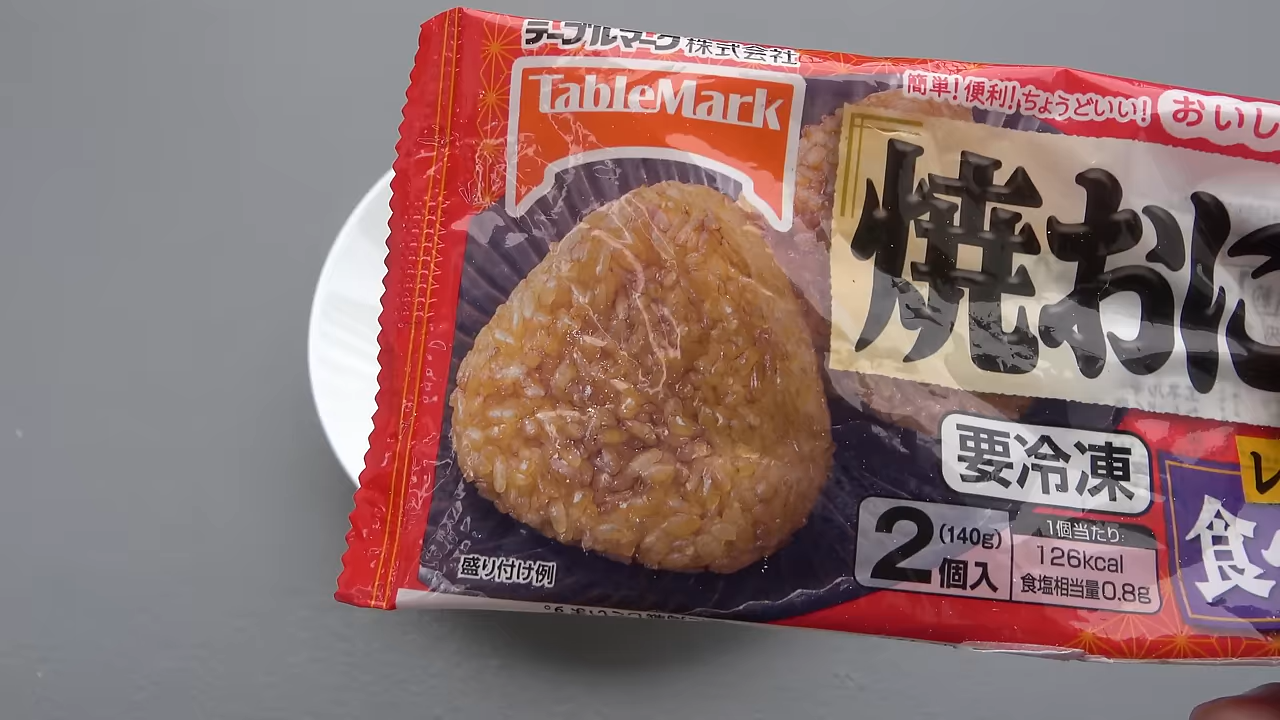 テーブルマーク株式会社
TableMark
簡単!便利!ちょうどいい!
おいし
焼おに
要冷凍
2個入
(140g)
1個当たり:
126kcal
食塩相当量0.8g
レ
食
盛り付け例